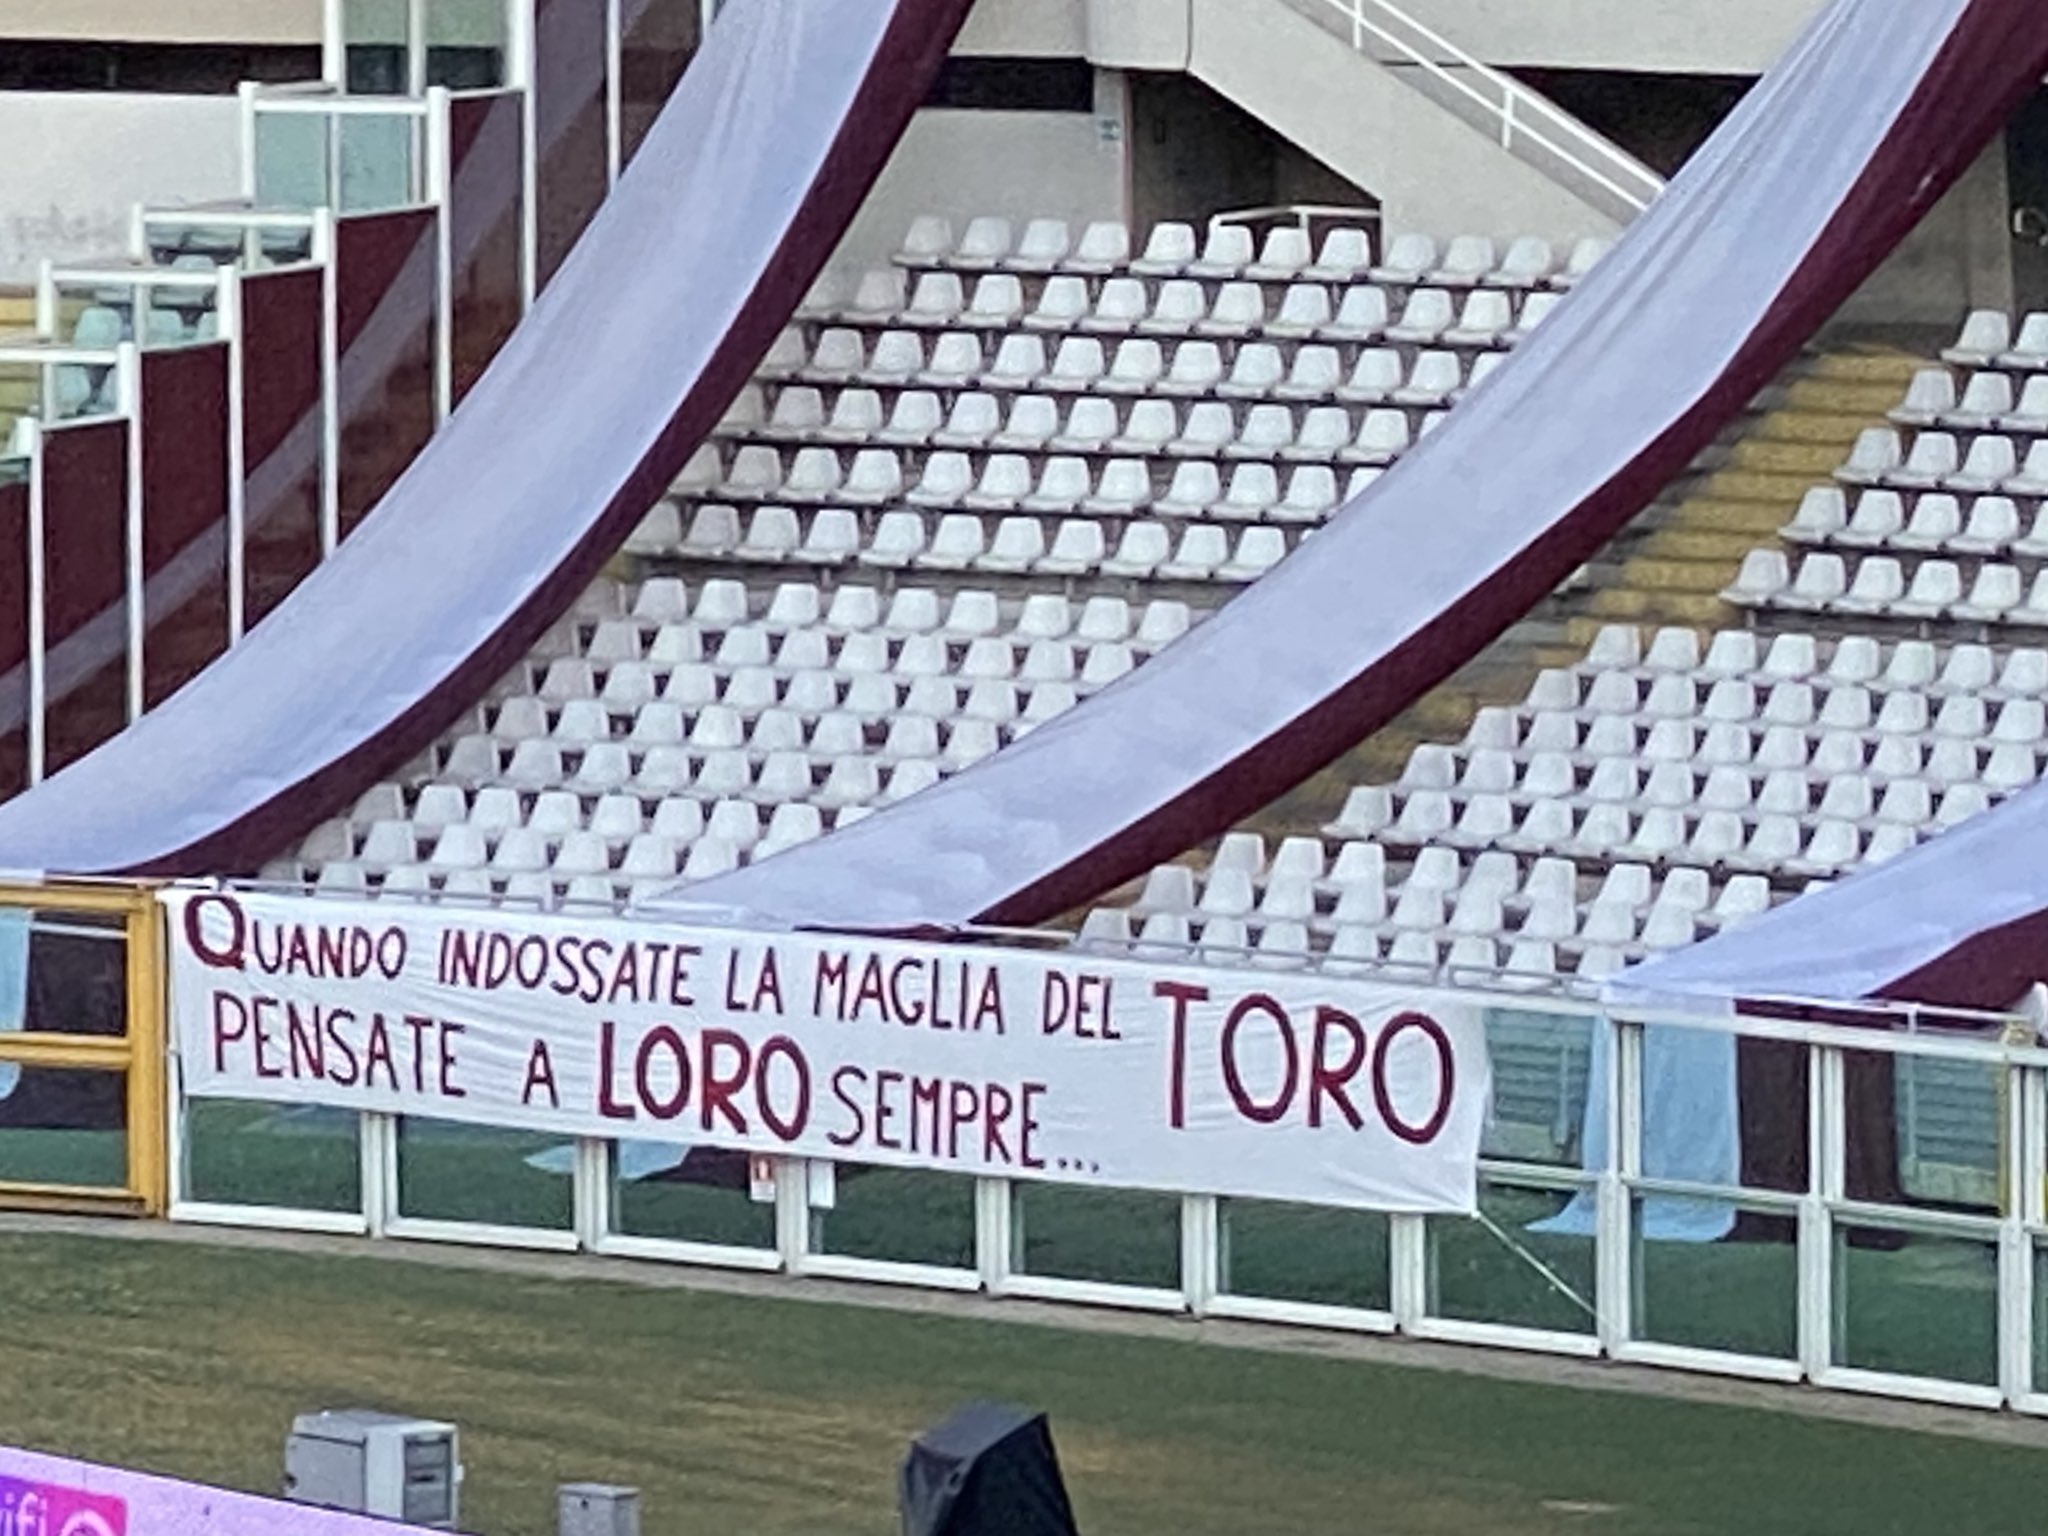 QUANDO INDOSSATE LA MAGLIA DEL TORO
PENSATE A LORO SEMPRE...